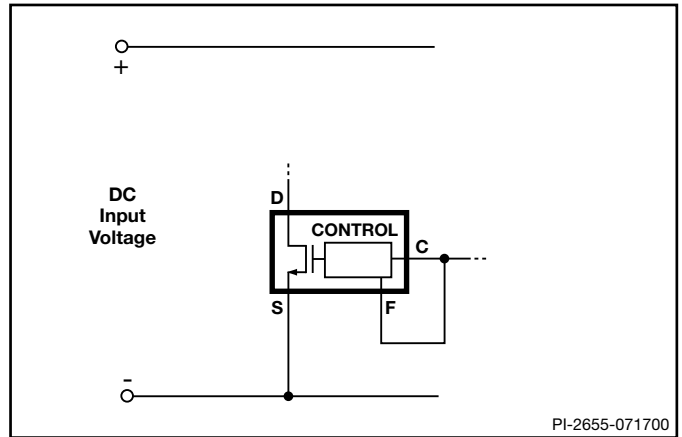 +
DC
Input
Voltage
D
CONTROL
C
S
F
-
PI-2655-071700